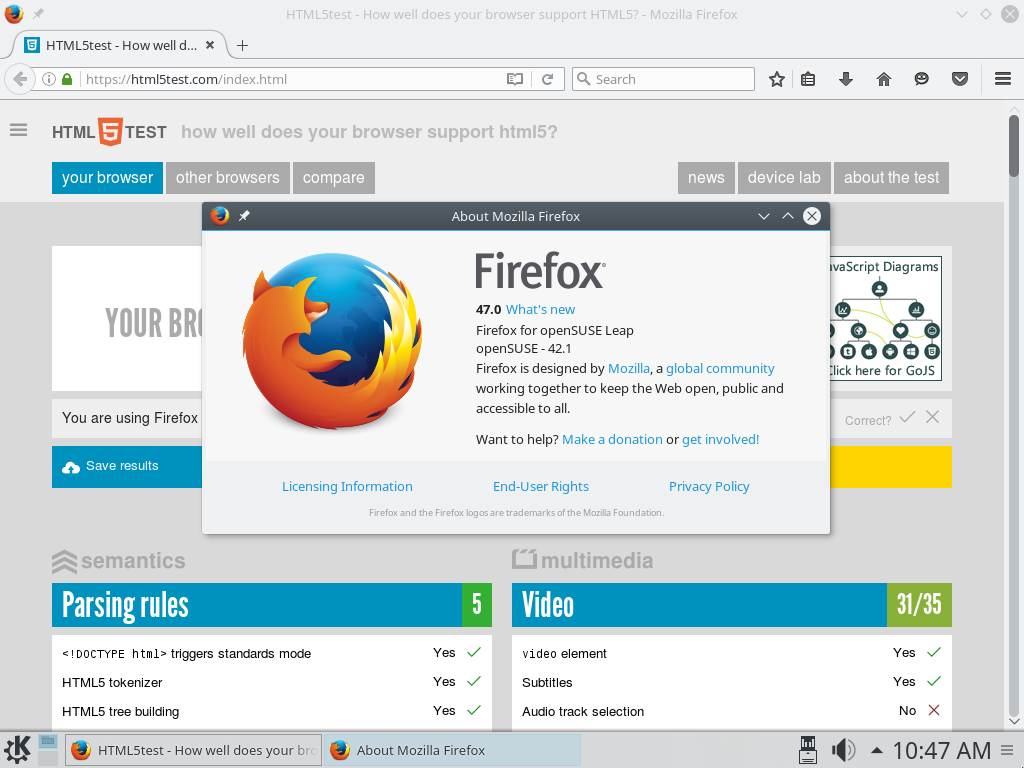 HTML5test - How well does your browser support HTML5? - Mozilla Firefox
HTML5test - How well d...
https://html5test.com/index.html
Search
HTML 5 TEST how well does your browser support html5?
your browser other browsers compare news device lab about the test
About Mozilla Firefox
YOUR BRO
Firefox
47.0 What's new
Firefox for openSUSE Leap
openSUSE - 42.1
Firefox is designed by Mozilla, a global community
working together to keep the Web open, public and
accessible to all.
Want to help? Make a donation or get involved!
Licensing Information End-User Rights Privacy Policy
Firefox and the Firefox logos are trademarks of the Mozilla Foundation.
vaScript Diagrams
Click here for GoJS
You are using Firefox
Correct?
Save results
semantics
Parsing rules 5
<!DOCTYPE html> triggers standards mode Yes
HTML5 tokenizer Yes
HTML5 tree building Yes
multimedia
Video 31/35
video element Yes
Subtitles Yes
Audio track selection No
HTML5test - How well does your bro
About Mozilla Firefox
10:47 AM